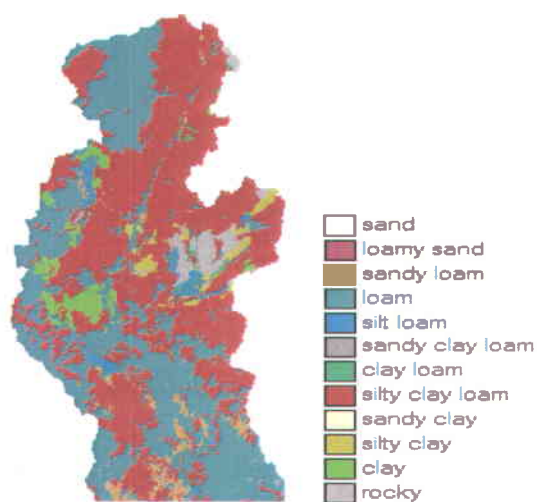 sand
loamy sand
sandy loam
loam
silt loam
sandy clay loam
clay loam
silty clay loam
sandy clay
silty clay
clay
rocky